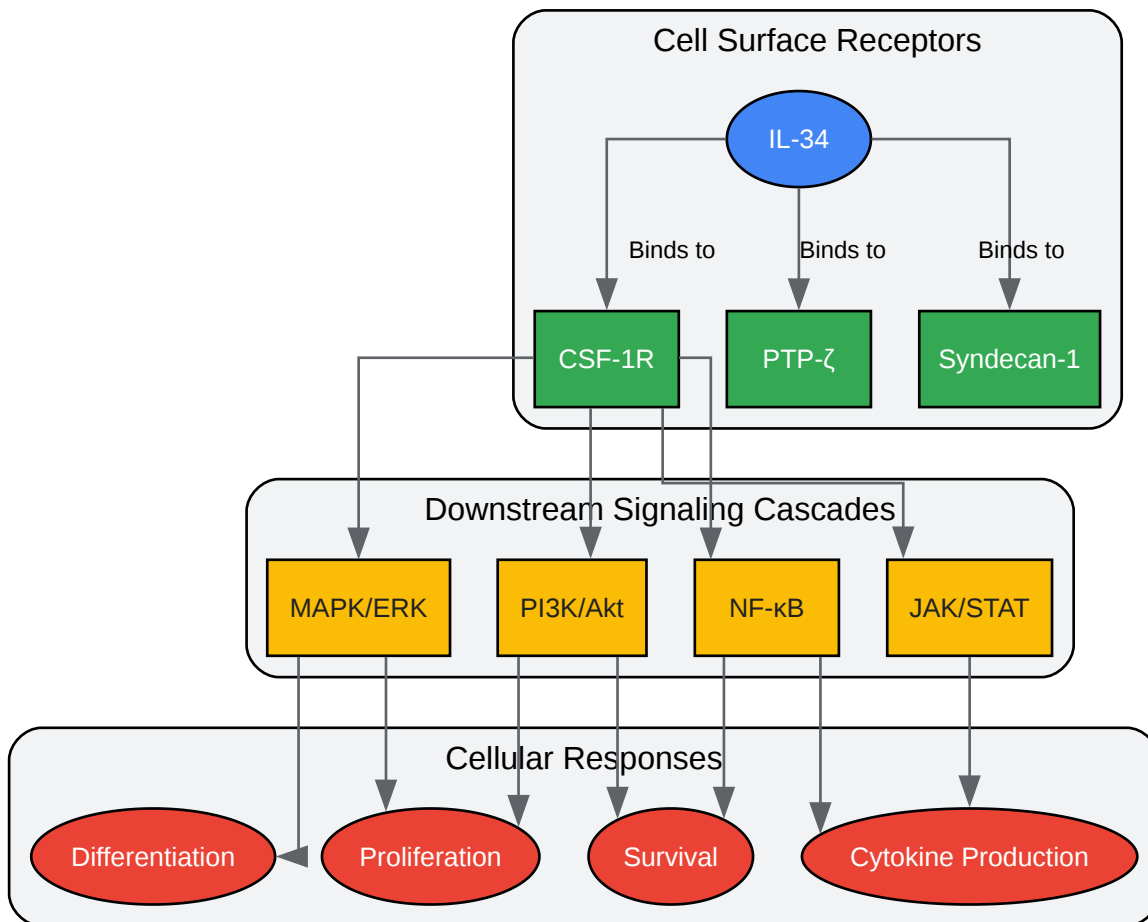 Cell Surface Receptors
IL-34
Binds to
Binds to
Binds to
CSF-1R
PTP-ζ
Syndecan-1
Downstream Signaling Cascades
MAPK/ERK
PI3K/Akt
NF-κB
JAK/STAT
Cellular Responses
Differentiation
Proliferation
Survival
Cytokine Production